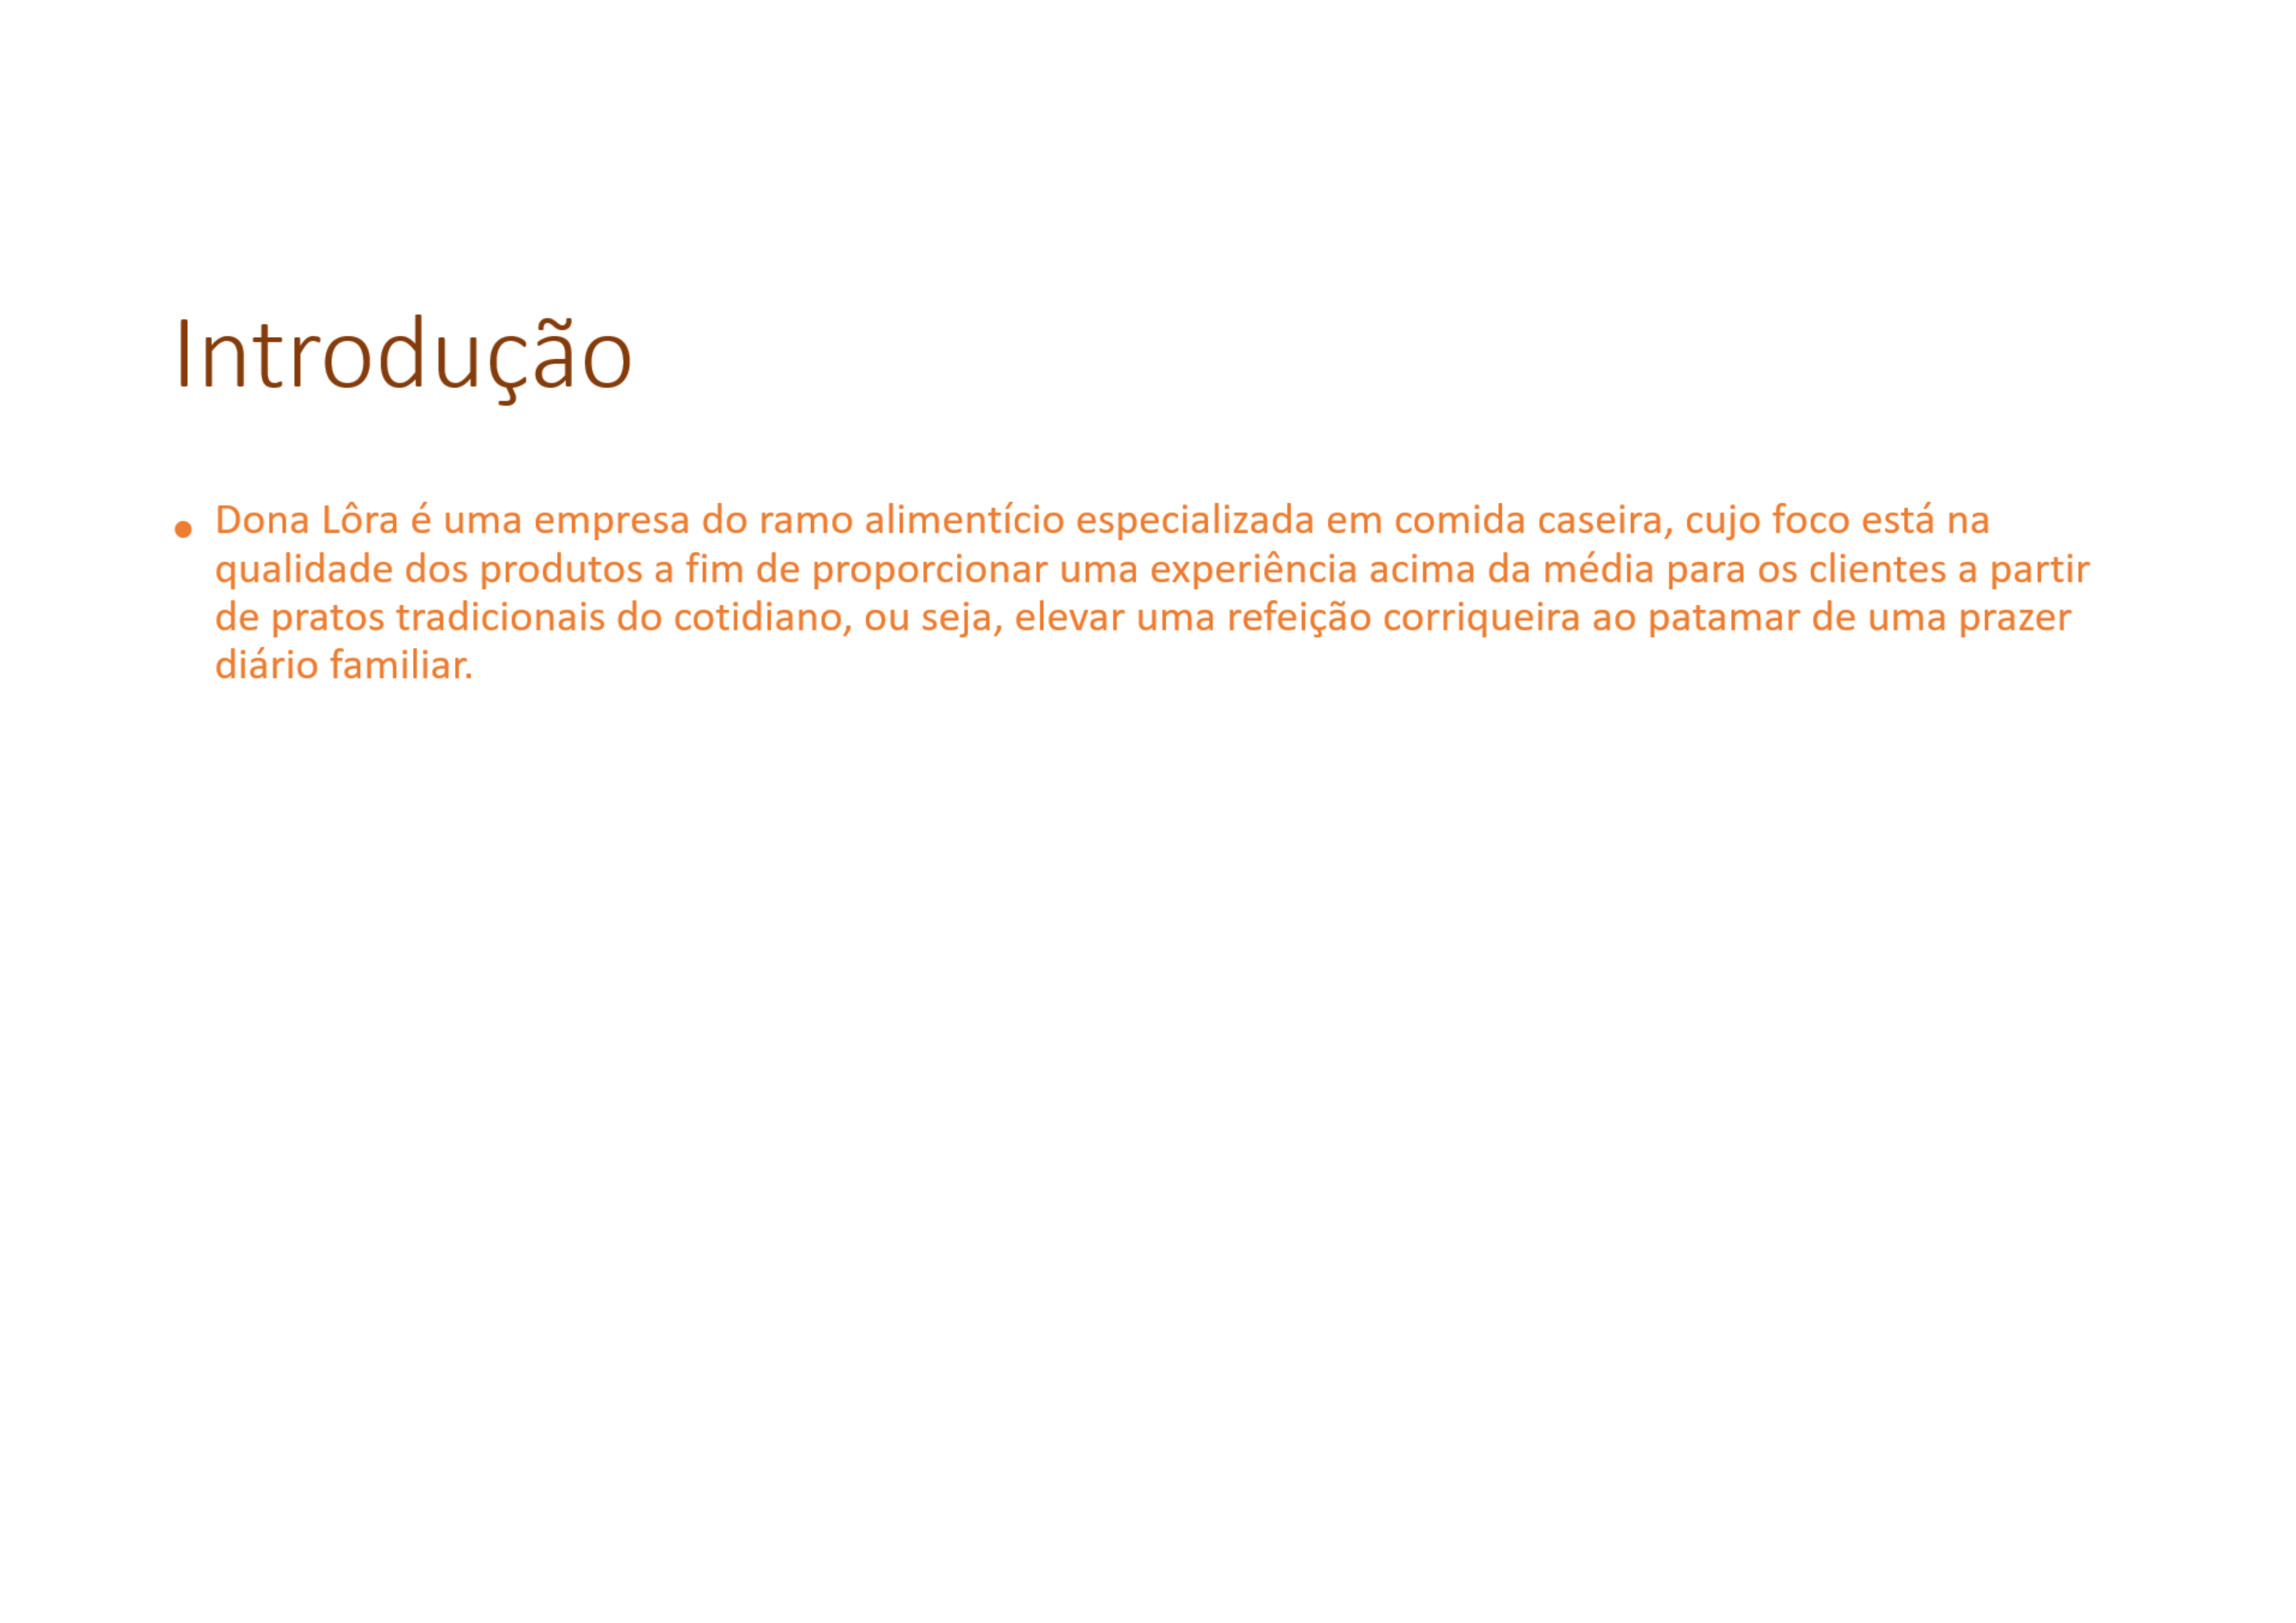 Introdução
• Dona Lôra é uma empresa do ramo alimentício especializada em comida caseira, cujo foco está na
qualidade dos produtos a fim de proporcionar uma experiência acima da média para os clientes a partir
de pratos tradicionais do cotidiano, ou seja, elevar uma refeição corriqueira ao patamar de uma prazer
diário familiar.